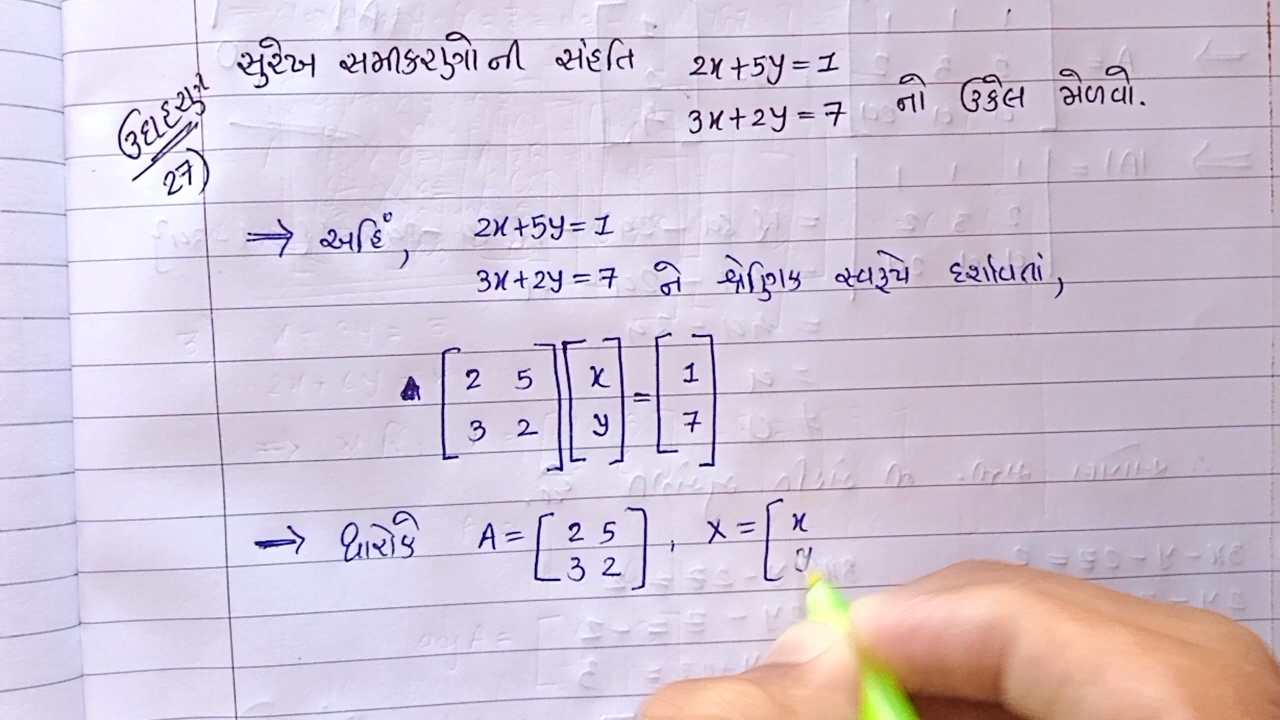 સુરેખ સમીકરણોની સંહતિ 2x+5y=1
3x+2y=7 નો ઉકેલ મેળવો.
ઉદાહરણ
27)
⇒ અહિં, 2x+5y=1
3x+2y=7 ને શ્રેણિક સ્વરૂપે દર્શાવતાં,
[2 5] [x] = [1]
[3 2] [y] [7]
→ ધારોકે A = [2 5], X = [x
3 2 y